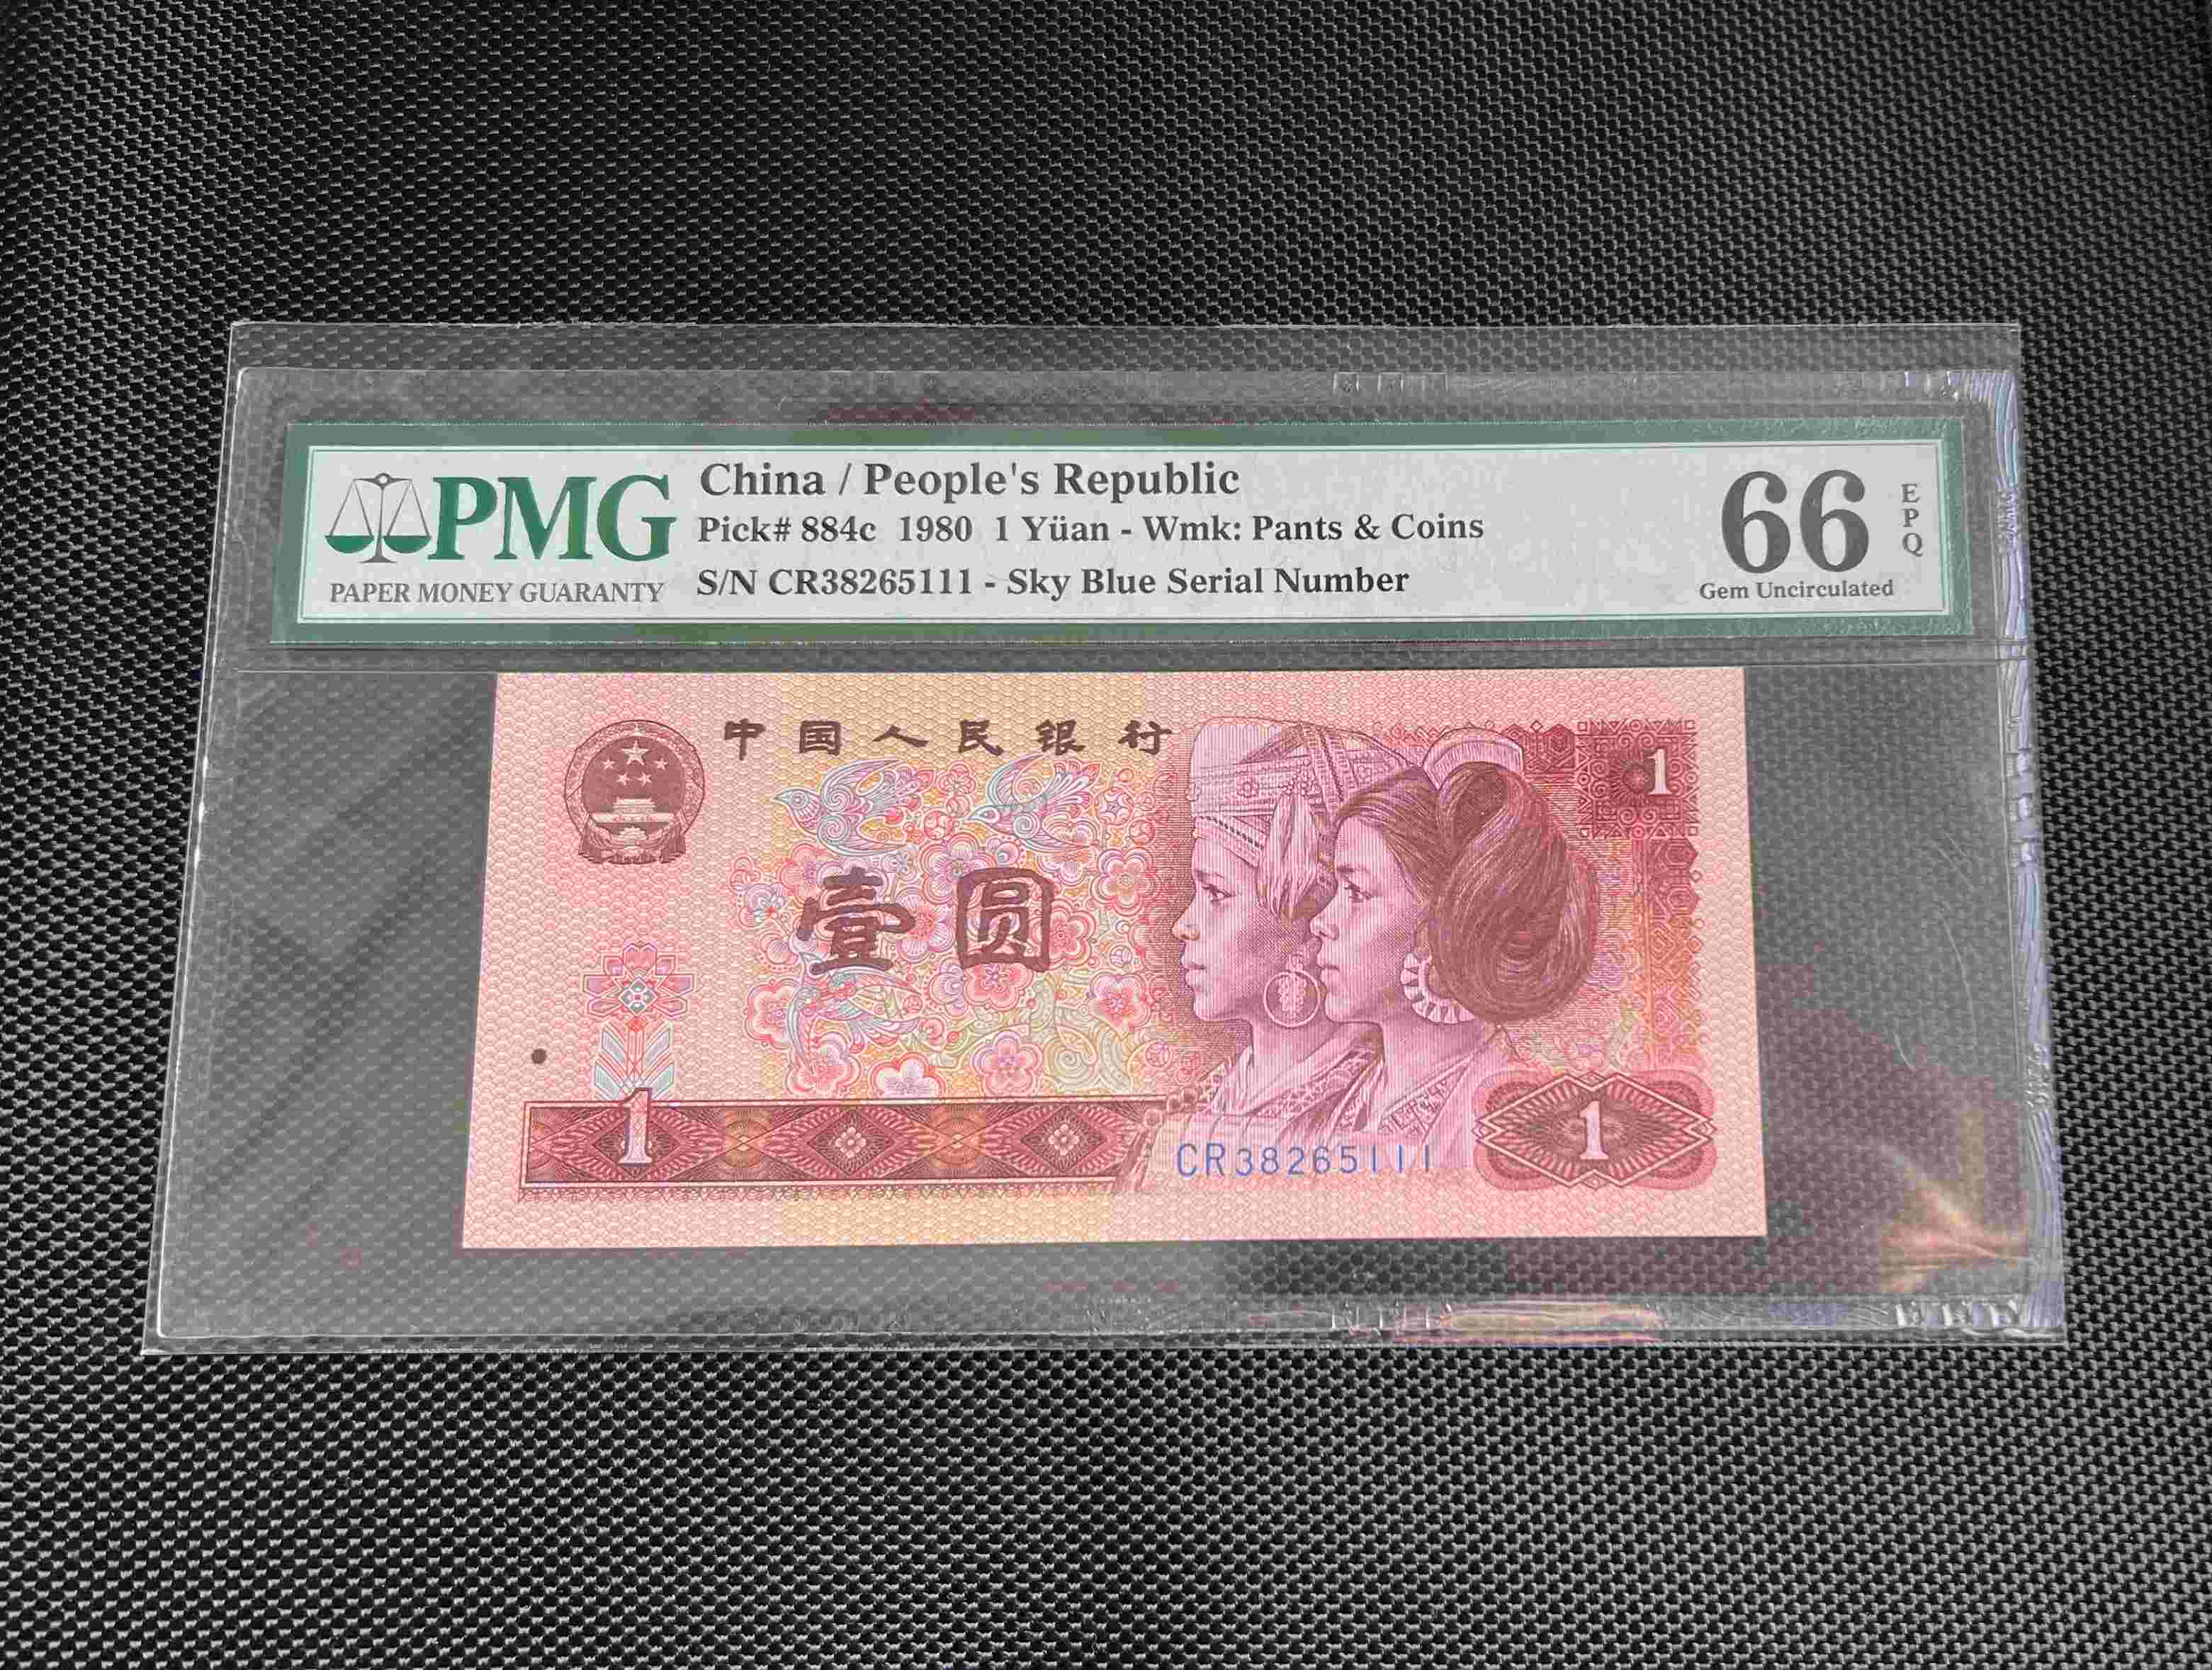 PMG
PAPER MONEY GUARANTY
China / People's Republic
Pick# 884c 1980 1 Yüan - Wmk: Pants & Coins
S/N CR38265111 - Sky Blue Serial Number
66
EPQ
Gem Uncirculated
中国人民银行
1
壹圆
1
CR38265111
1